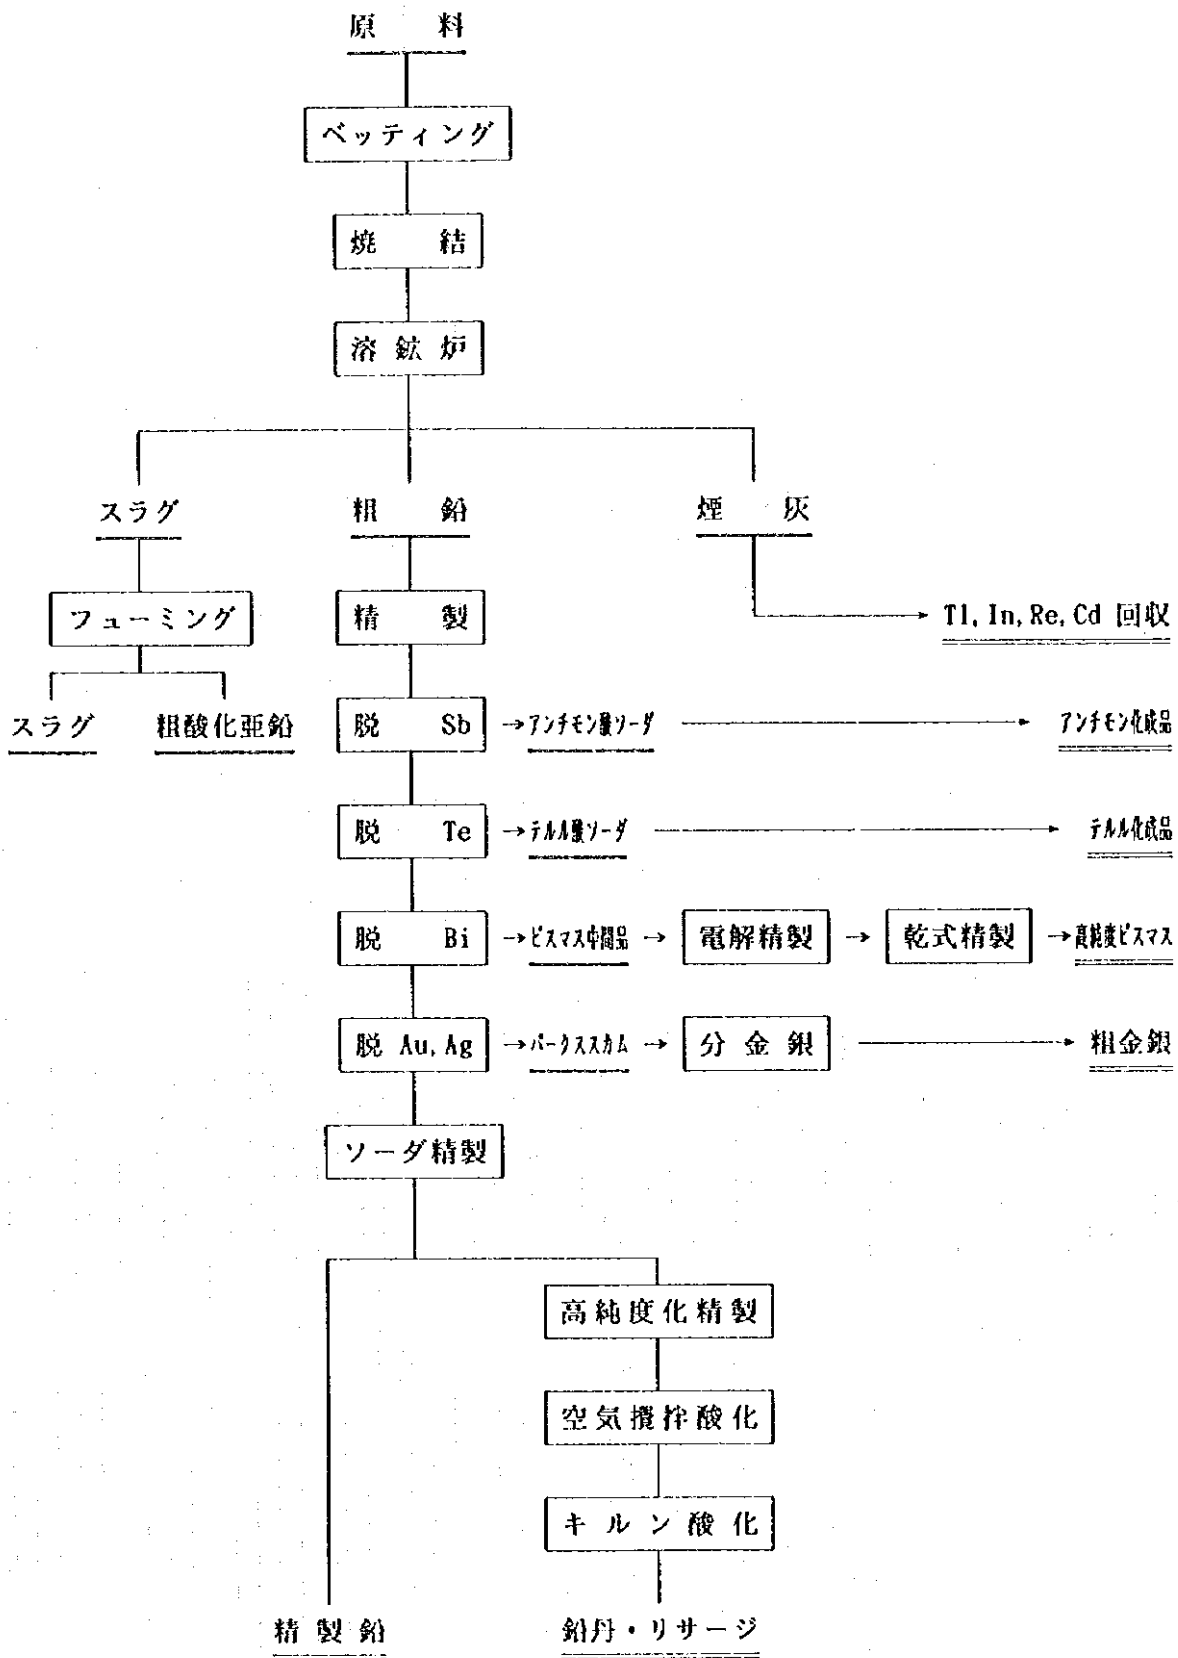 原 料
ベッティング
焼 結
溶 鉱 炉
スラグ 粗 鉛 煙 灰
フューミング 精 製 Tl, In, Re, Cd 回収
スラグ 粗酸化亜鉛 脱 Sb →アンチモン酸ソーダ → アンチモン化成品
脱 Te →テルル酸ソーダ → テルル化成品
脱 Bi →ビスマス中間品→ 電解精製 → 乾式精製 →高純度ビスマス
脱 Au, Ag →パークススカム→ 分 金 銀 → 粗金銀
ソーダ精製
高純度化精製
空気攪拌酸化
キルン酸化
精 製 鉛 鉛丹・リサージ